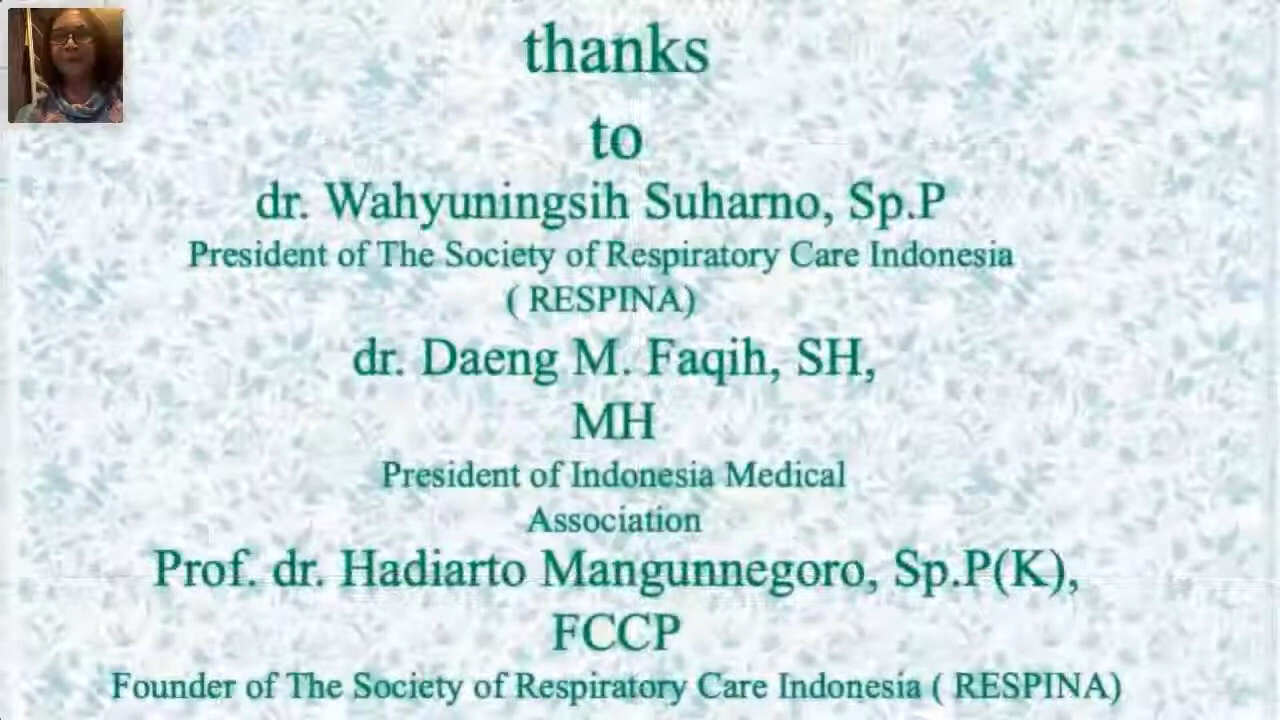 thanks
to
dr. Wahyuningsih Suharno, Sp.P
President of The Society of Respiratory Care Indonesia
( RESPINA)
dr. Daeng M. Faqih, SH,
MH
President of Indonesia Medical
Association
Prof. dr. Hadiarto Mangunnegoro, Sp.P(K),
FCCP
Founder of The Society of Respiratory Care Indonesia ( RESPINA)